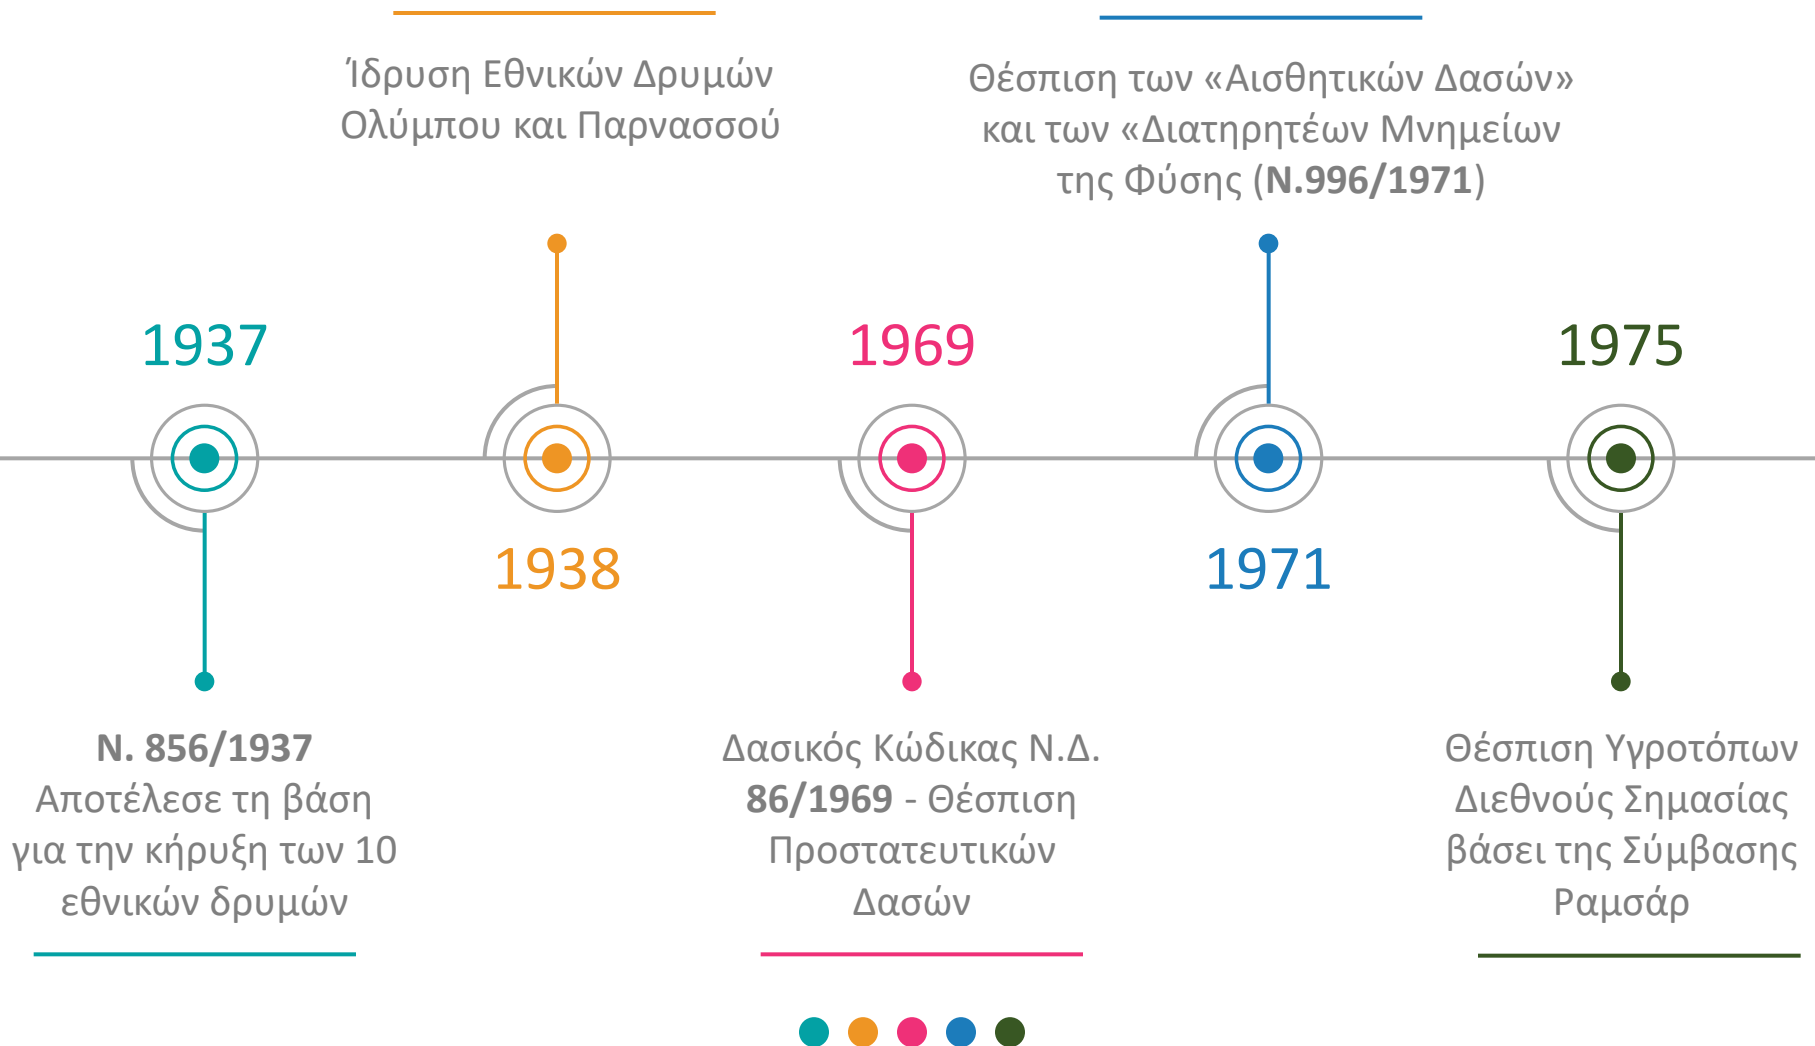 Ίδρυση Εθνικών Δρυμών
Ολύμπου και Παρνασσού
Θέσπιση των «Αισθητικών Δασών»
και των «Διατηρητέων Μνημείων
της Φύσης (Ν.996/1971)
1937
1969
1975
1938
1971
Ν. 856/1937
Αποτέλεσε τη βάση
για την κήρυξη των 10
εθνικών δρυμών
Δασικός Κώδικας Ν.Δ.
86/1969 - Θέσπιση
Προστατευτικών
Δασών
Θέσπιση Υγροτόπων
Διεθνούς Σημασίας
βάσει της Σύμβασης
Ραμσάρ